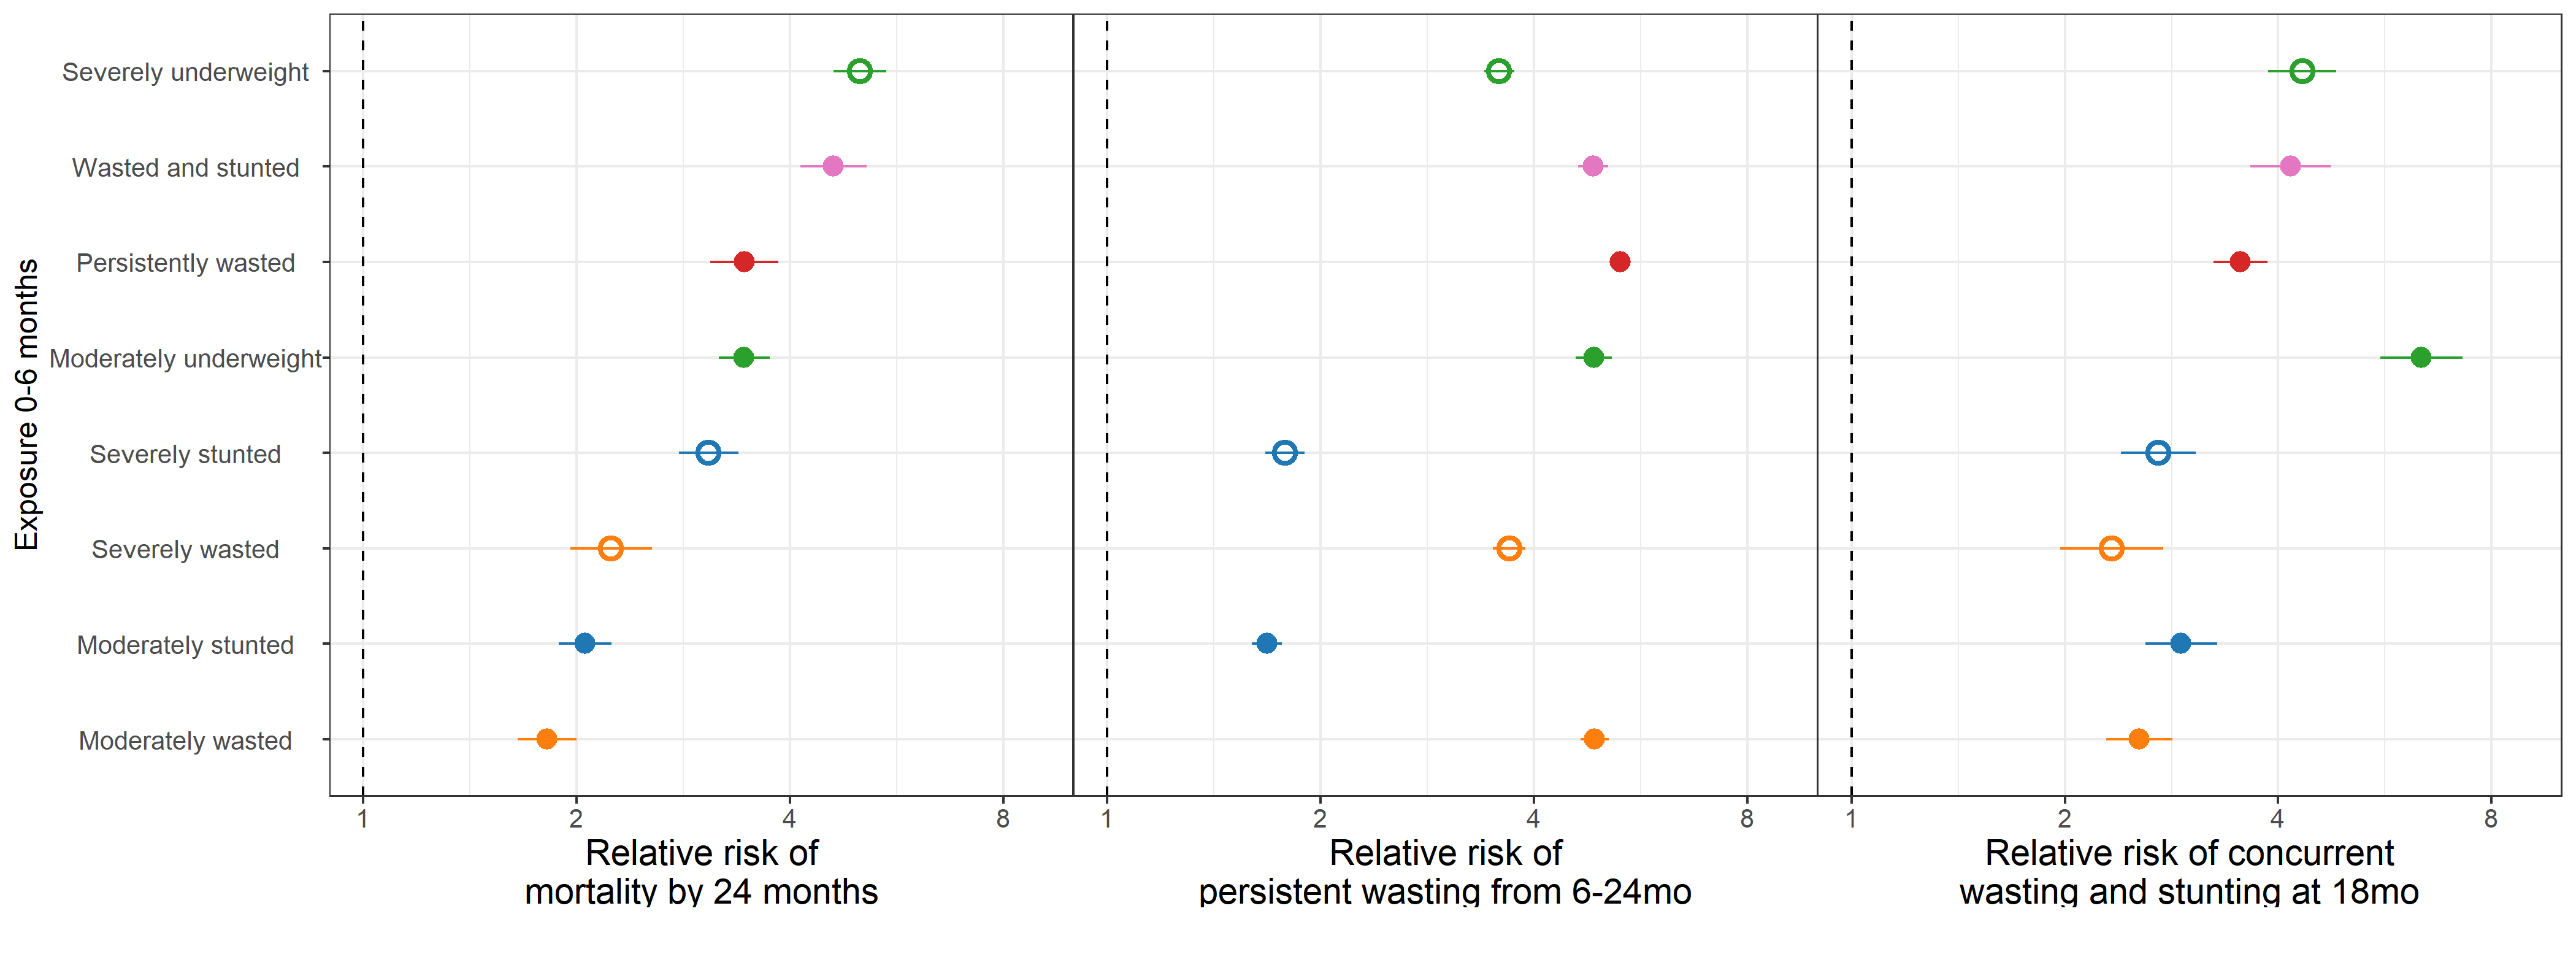 Exposure 0-6 months
Severely underweight
Wasted and stunted
Persistently wasted
Moderately underweight
Severely stunted
Severely wasted
Moderately stunted
Moderately wasted
1 2 4 8 1 2 4 8 1 2 4 8
Relative risk of
mortality by 24 months
Relative risk of
persistent wasting from 6-24mo
Relative risk of concurrent
wasting and stunting at 18mo